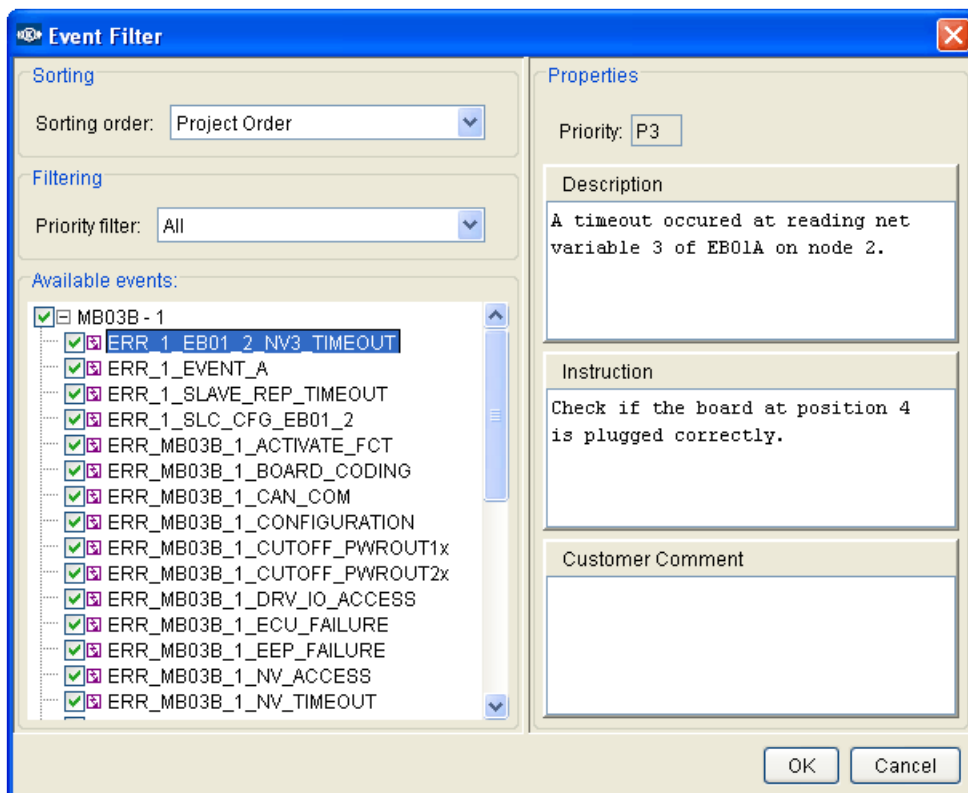 Event Filter
Sorting
Sorting order: Project Order
Filtering
Priority filter: All
Available events:
MB03B - 1
ERR_1_EB01_2_NV3_TIMEOUT
ERR_1_EVENT_A
ERR_1_SLAVE_REP_TIMEOUT
ERR_1_SLC_CFG_EB01_2
ERR_MB03B_1_ACTIVATE_FCT
ERR_MB03B_1_BOARD_CODING
ERR_MB03B_1_CAN_COM
ERR_MB03B_1_CONFIGURATION
ERR_MB03B_1_CUTOFF_PWROUT1x
ERR_MB03B_1_CUTOFF_PWROUT2x
ERR_MB03B_1_DRV_IO_ACCESS
ERR_MB03B_1_ECU_FAILURE
ERR_MB03B_1_EEP_FAILURE
ERR_MB03B_1_NV_ACCESS
ERR_MB03B_1_NV_TIMEOUT
Properties
Priority: P3
Description
A timeout occured at reading net
variable 3 of EB01A on node 2.
Instruction
Check if the board at position 4
is plugged correctly.
Customer Comment
OK
Cancel